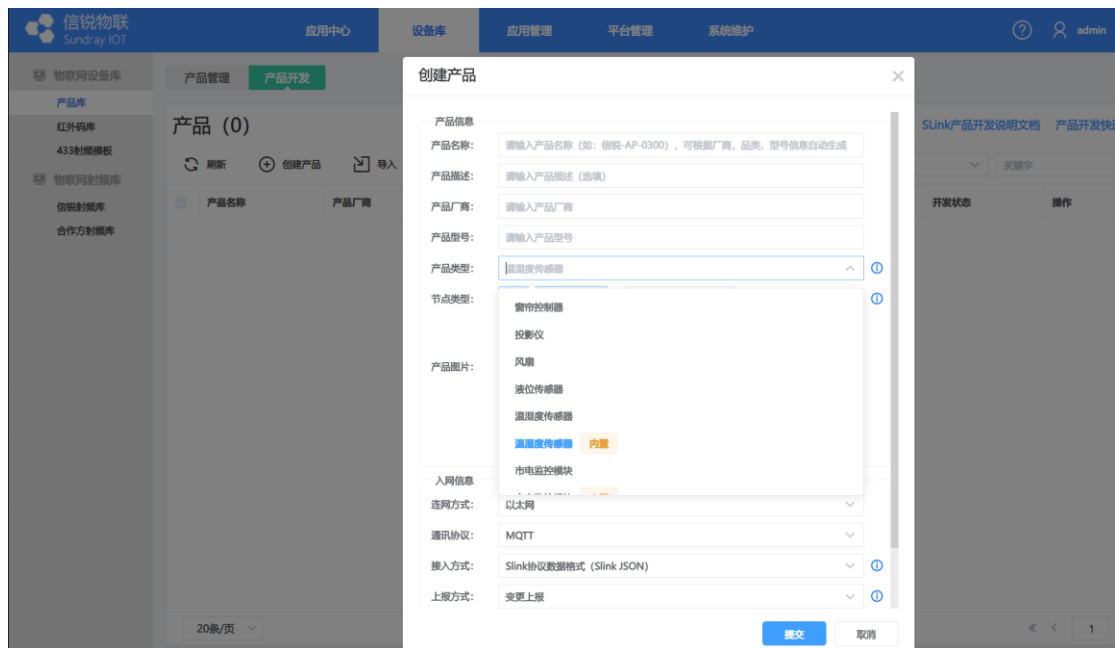 信锐物联
Sundray IOT
应用中心
设备库
应用管理
平台管理
系统维护
admin
物联网设备库
产品库
红外码库
433射频模板
物联网射频库
信锐射频库
合作方射频库
产品管理
产品开发
产品（0）
SLink产品开发说明文档
产品开发快
刷新
创建产品
导入
关键字
产品名称
产品厂商
开发状态
操作
20条/页
1
创建产品
产品信息
产品名称:
请输入产品名称（如：信锐-AP-0300），可根据厂商，品类，型号信息自动生成
产品描述:
请输入产品描述（选填）
产品厂商:
请输入产品厂商
产品型号:
请输入产品型号
产品类型:
温湿度传感器
节点类型:
窗帘控制器
投影仪
风扇
液位传感器
温湿度传感器
温湿度传感器 内置
市电监控模块
产品图片:
入网信息
连网方式:
以太网
通讯协议:
MQTT
接入方式:
Slink协议数据格式（Slink JSON）
上报方式:
变更上报
提交
取消